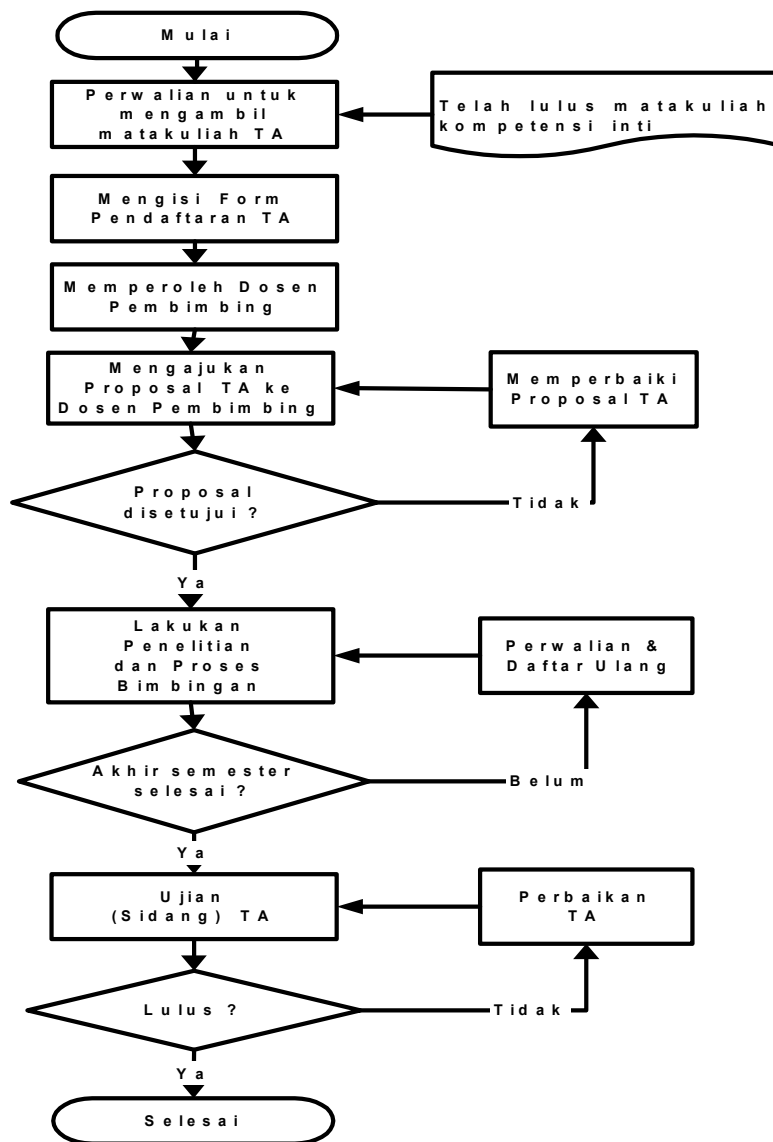 Mulai
Perwalian untuk
mengambil
matakuliah TA
Telah lulus matakuliah
kompetensi inti
Mengisi Form
Pendaftaran TA
Memperoleh Dosen
Pembimbing
Mengajukan
Proposal TA ke
Dosen Pembimbing
Memperbaiki
Proposal TA
Proposal
disetujui ?
Tidak
Ya
Lakukan
Penelitian
dan Proses
Bimbingan
Perwalian &
Daftar Ulang
Akhir semester
selesai ?
Belum
Ya
Ujian
(Sidang) TA
Perbaikan
TA
Lulus ?
Tidak
Ya
Selesai